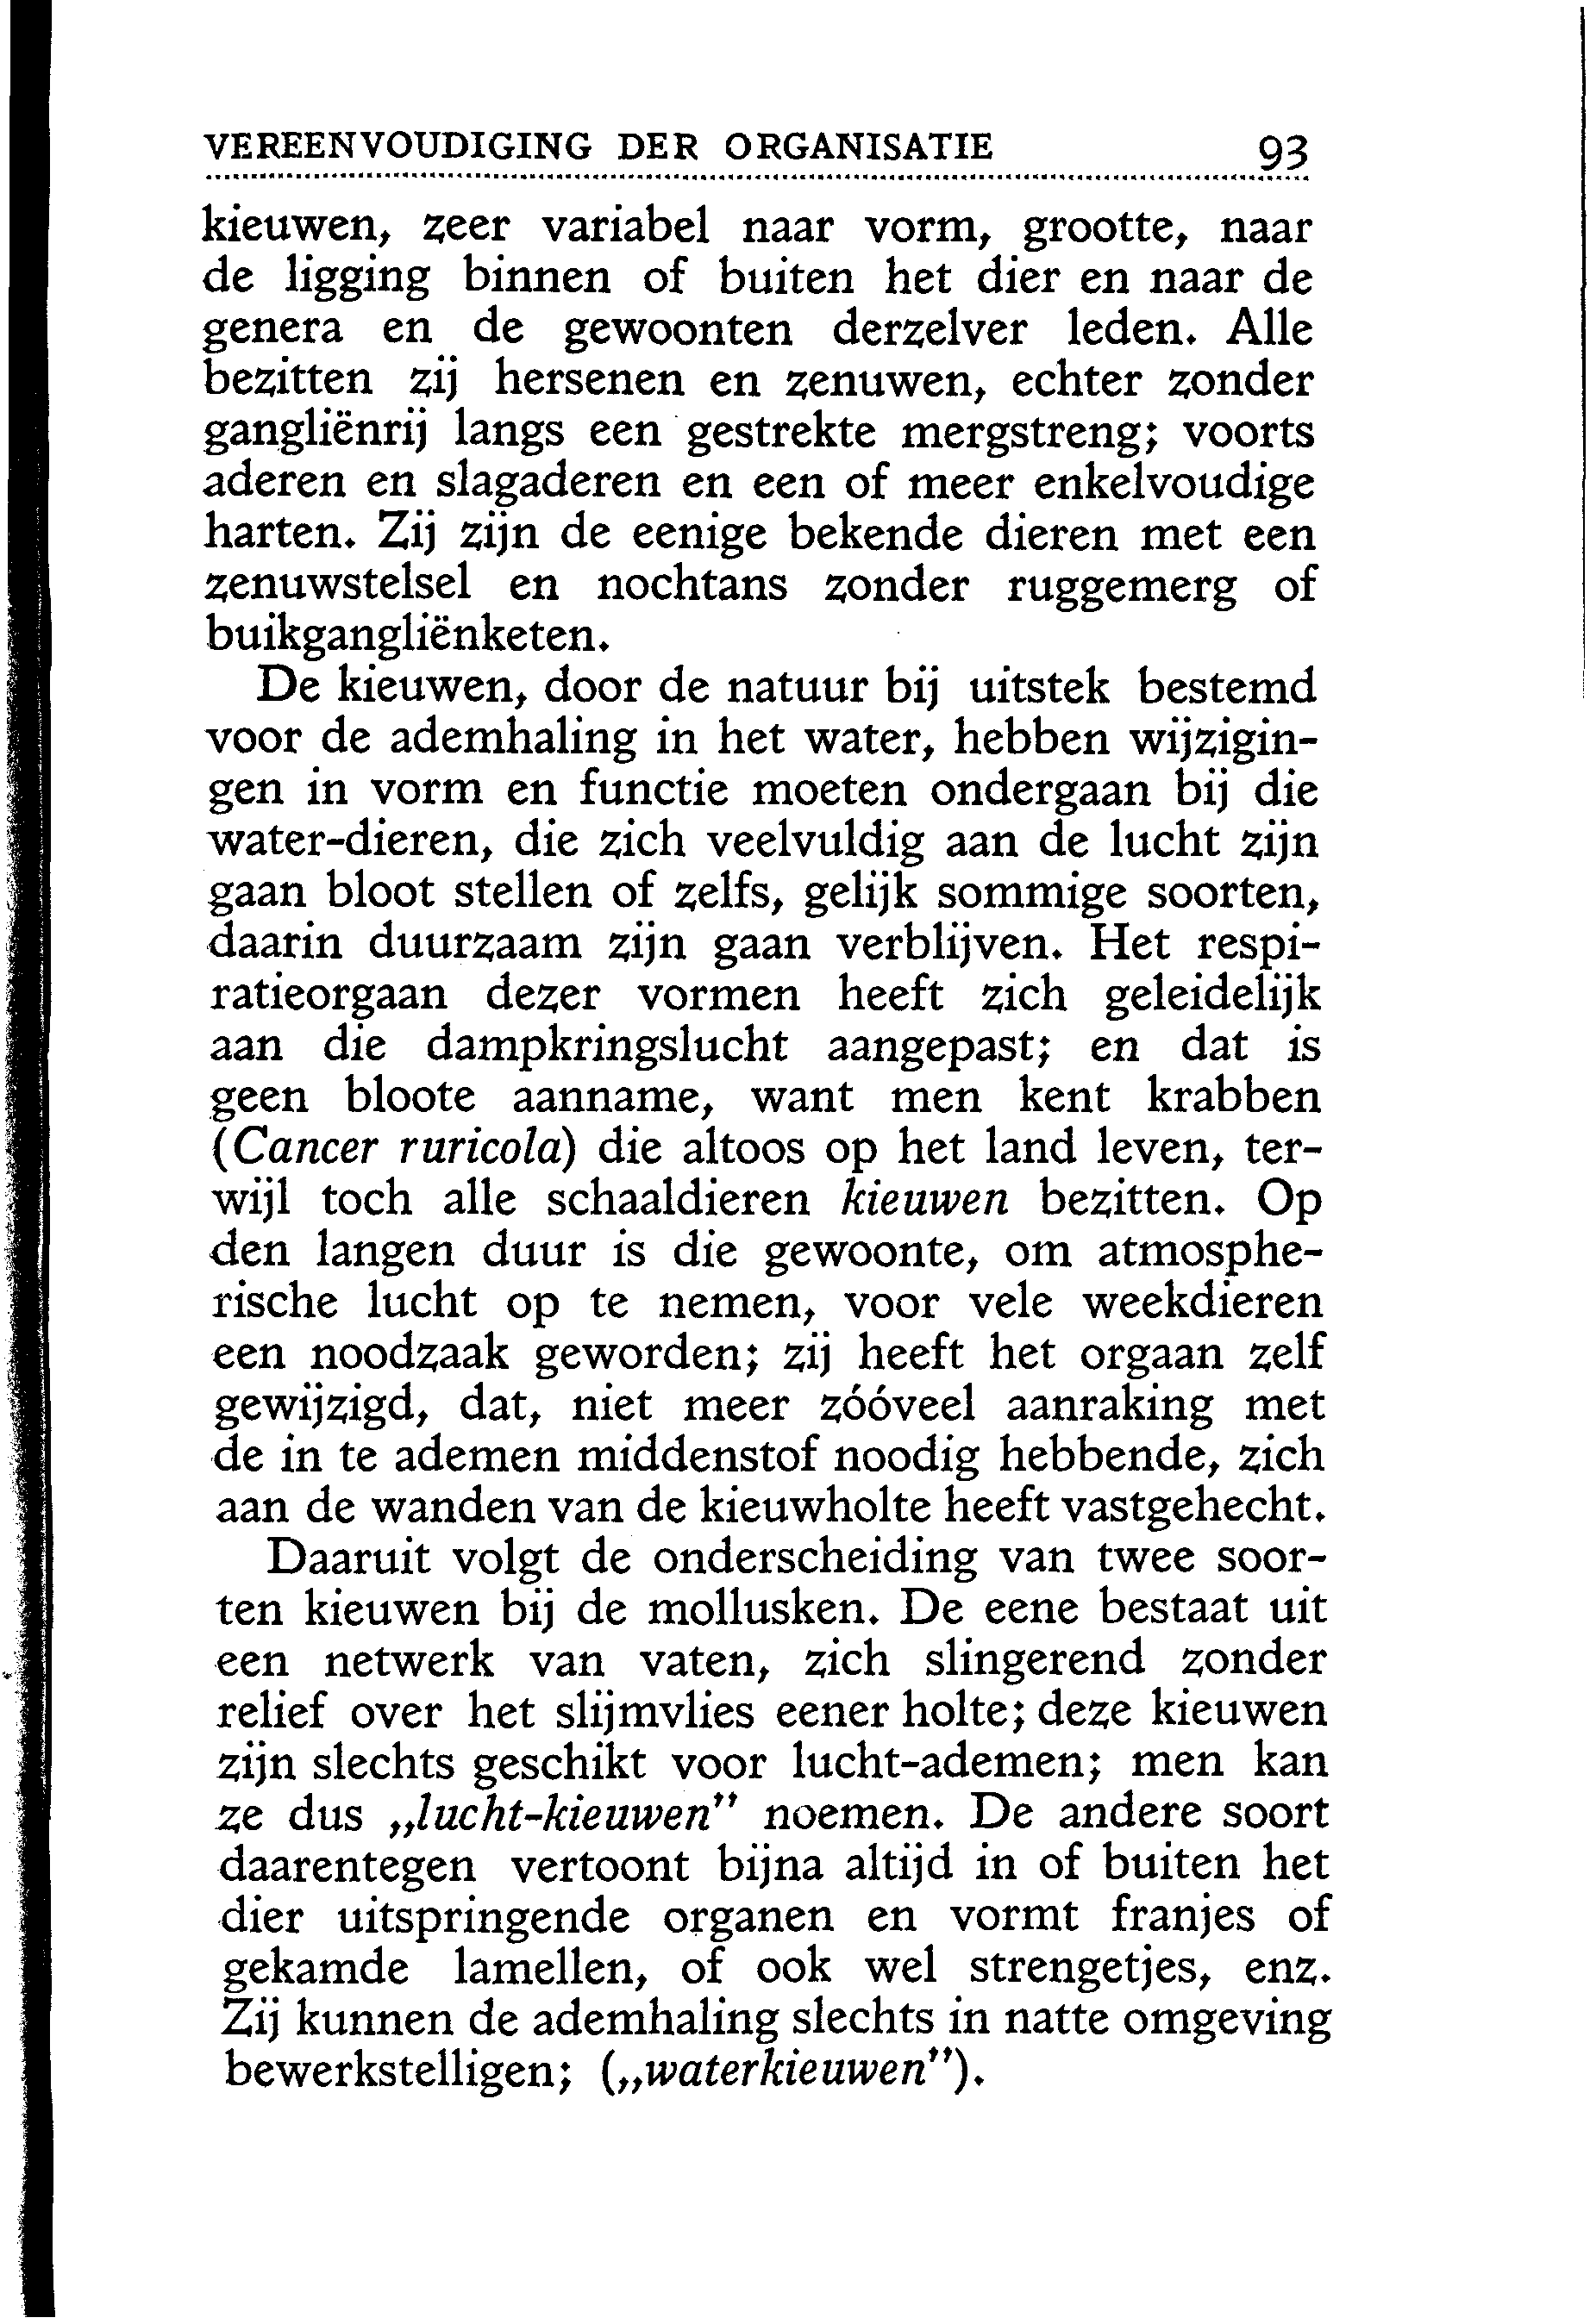 VEREENVOUDIGING DER ORGANISATIE 93
kieuwen, zeer variabel naar vorm, grootte, naar
de ligging binnen of buiten het dier en naar de
genera en de gewoonten derzelver leden. Alle
bezitten zij hersenen en zenuwen, echter zonder
gangliënrij langs een gestrekte mergstreng; voorts
aderen en slagaderen en een of meer enkelvoudige
harten. Zij zijn de eenige bekende dieren met een
zenuwstelsel en nochtans zonder ruggemerg of
buikgangliënketen.
De kieuwen, door de natuur bij uitstek bestemd
voor de ademhaling in het water, hebben wijzigin-
gen in vorm en functie moeten ondergaan bij die
water-dieren, die zich veelvuldig aan de lucht zijn
gaan bloot stellen of zelfs, gelijk sommige soorten,
daarin duurzaam zijn gaan verblijven. Het respi-
ratieorgaan dezer vormen heeft zich geleidelijk
aan die dampkringslucht aangepast; en dat is
geen bloote aanname, want men kent krabben
(Cancer ruricola) die altoos op het land leven, ter-
wijl toch alle schaaldieren kieuwen bezitten. Op
den langen duur is die gewoonte, om atmosphe-
rische lucht op te nemen, voor vele weekdieren
een noodzaak geworden; zij heeft het orgaan zelf
gewijzigd, dat, niet meer zóóveel aanraking met
de in te ademen middenstof noodig hebbende, zich
aan de wanden van de kieuwholte heeft vastgehecht.
Daaruit volgt de onderscheiding van twee soor-
ten kieuwen bij de mollusken. De eene bestaat uit
een netwerk van vaten, zich slingerend zonder
relief over het slijmvlies eener holte; deze kieuwen
zijn slechts geschikt voor lucht-ademen; men kan
ze dus „lucht-kieuwen" noemen. De andere soort
daarentegen vertoont bijna altijd in of buiten het
dier uitspringende organen en vormt franjes of
gekamde lamellen, of ook wel strengetjes, enz.
Zij kunnen de ademhaling slechts in natte omgeving
bewerkstelligen; („waterkieuwen").